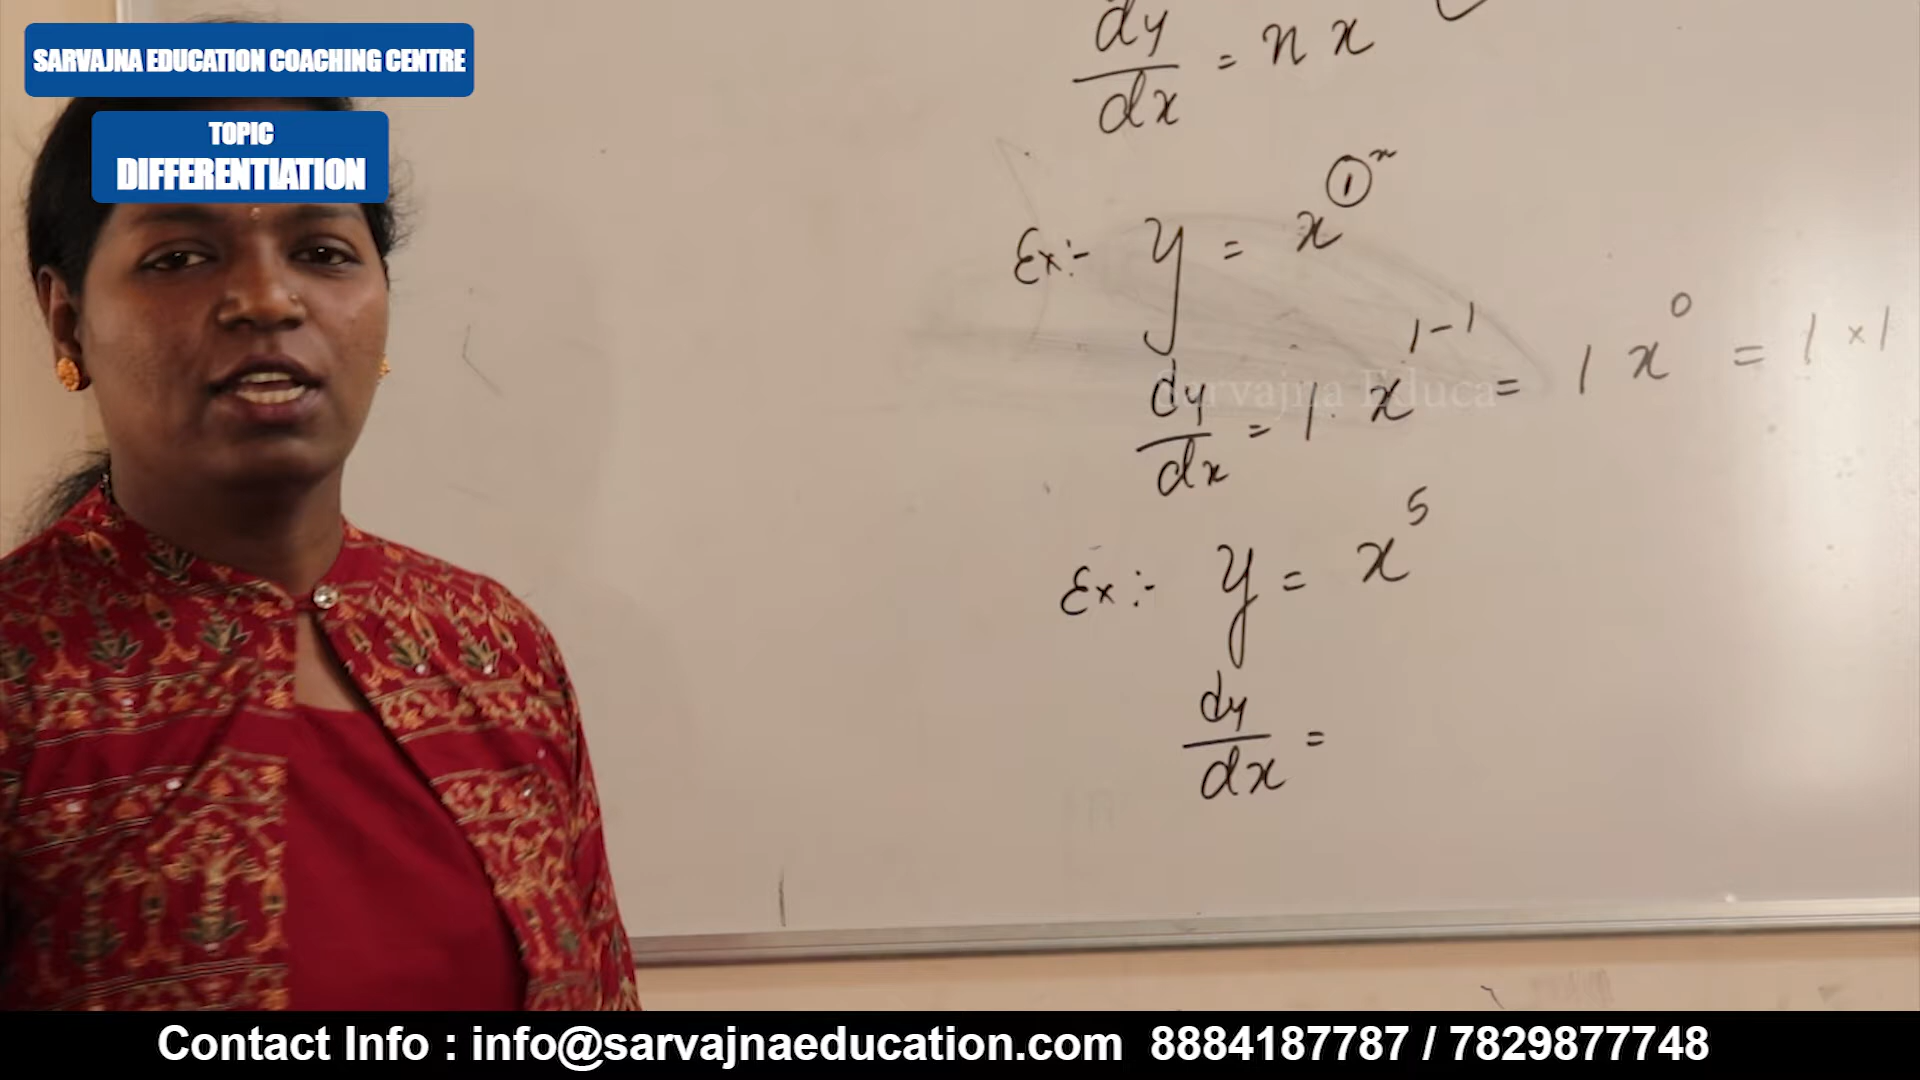 SARVAJNA EDUCATION COACHING CENTRE
TOPIC
DIFFERENTIATION
dy/dx = n x
Ex:- y = x^① n
dy/dx = 1. x^1-1 = 1 x^0 = 1 × 1
Sarvajna Educa
Ex:- y = x^5
dy/dx =
Contact Info : info@sarvajnaeducation.com 8884187787 / 7829877748